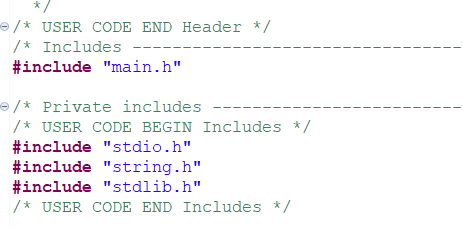 */
/* USER CODE END Header */
/* Includes ---------------------------------
#include "main.h"
/* Private includes -------------------------
/* USER CODE BEGIN Includes */
#include "stdio.h"
#include "string.h"
#include "stdlib.h"
/* USER CODE END Includes */